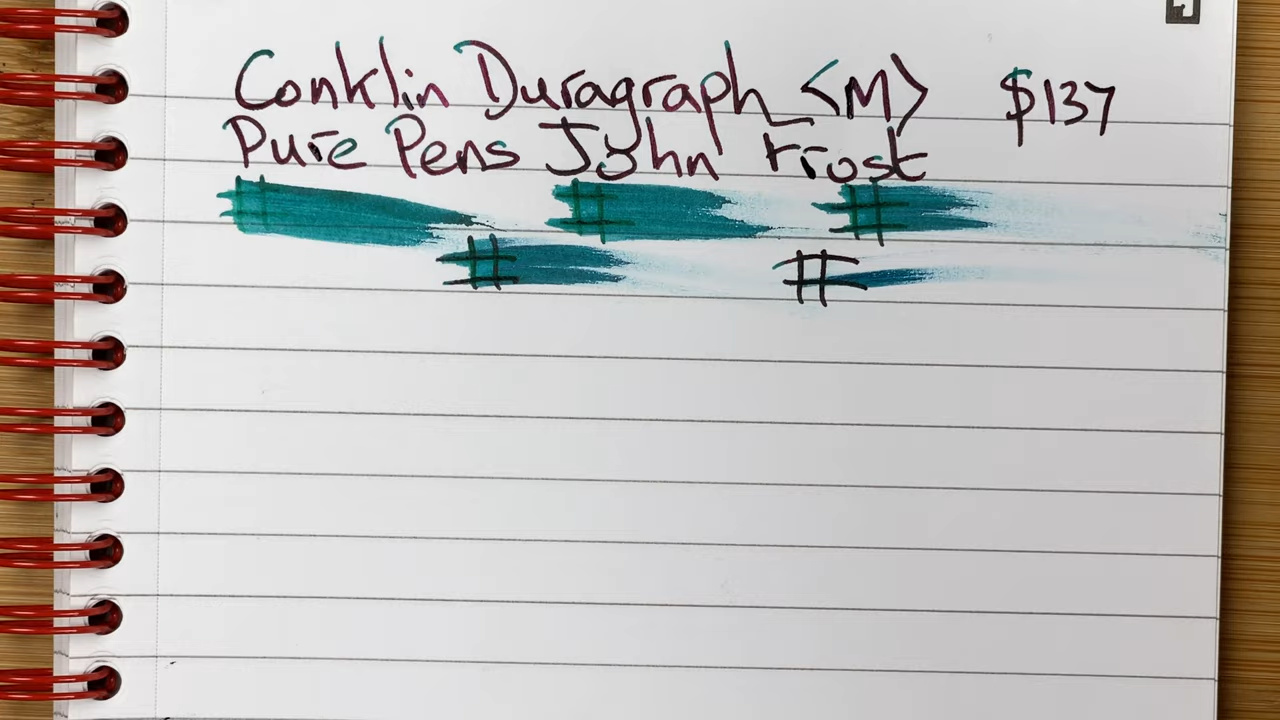 Conklin Duragraph <M> $137
Pure Pens John Frost
# # #
# #